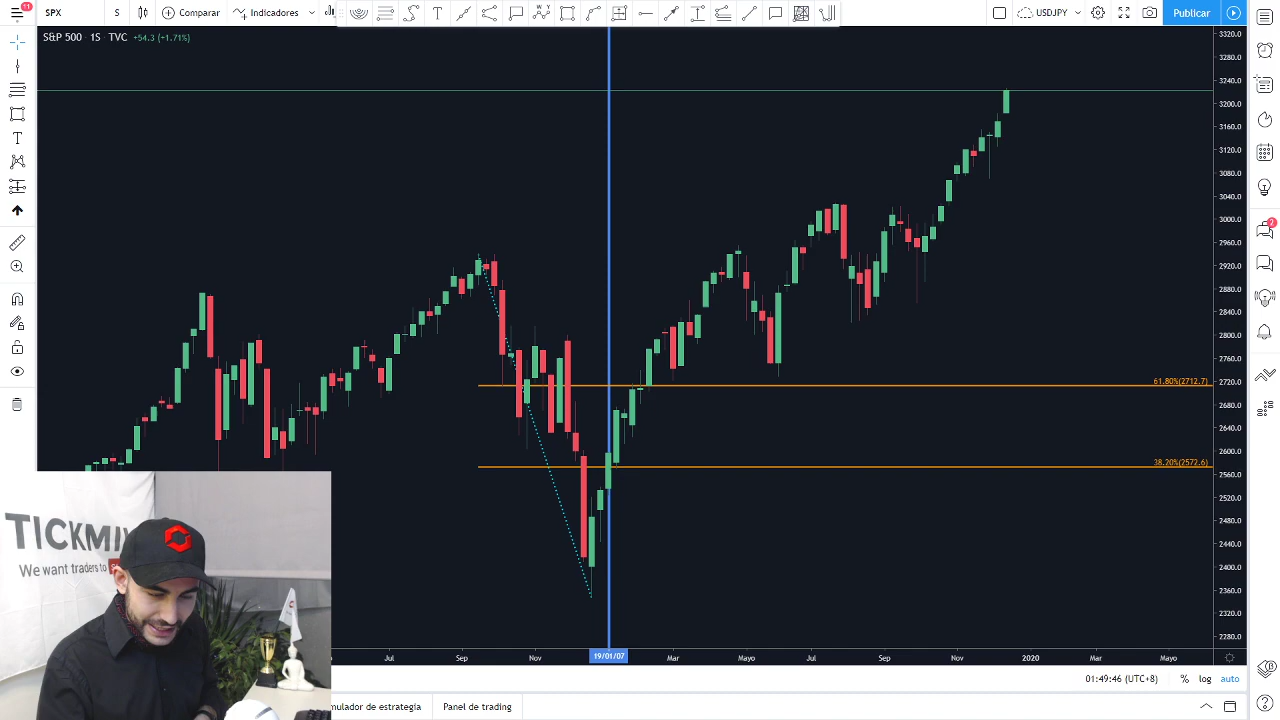 11
SPX
S
Comparar
Indicadores
USDJPY
Publicar
S&P 500 · 1S · TVC +54.3 (+1.71%)
3320.0
3280.0
3240.0
3200.0
3160.0
3120.0
3080.0
3040.0
3000.0
2960.0
2920.0
2880.0
2840.0
2800.0
2760.0
2720.0
2680.0
2640.0
2600.0
2560.0
2520.0
2480.0
2440.0
2400.0
2360.0
2320.0
2280.0
2
61.80%(2712.7)
38.20%(2572.6)
TICKMI
We want traders to
Jul Sep Nov 19/01/07 Mar Mayo Jul Sep Nov 2020 Mar Mayo
01:49:46 (UTC+8) % log auto
mulador de estrategia Panel de trading